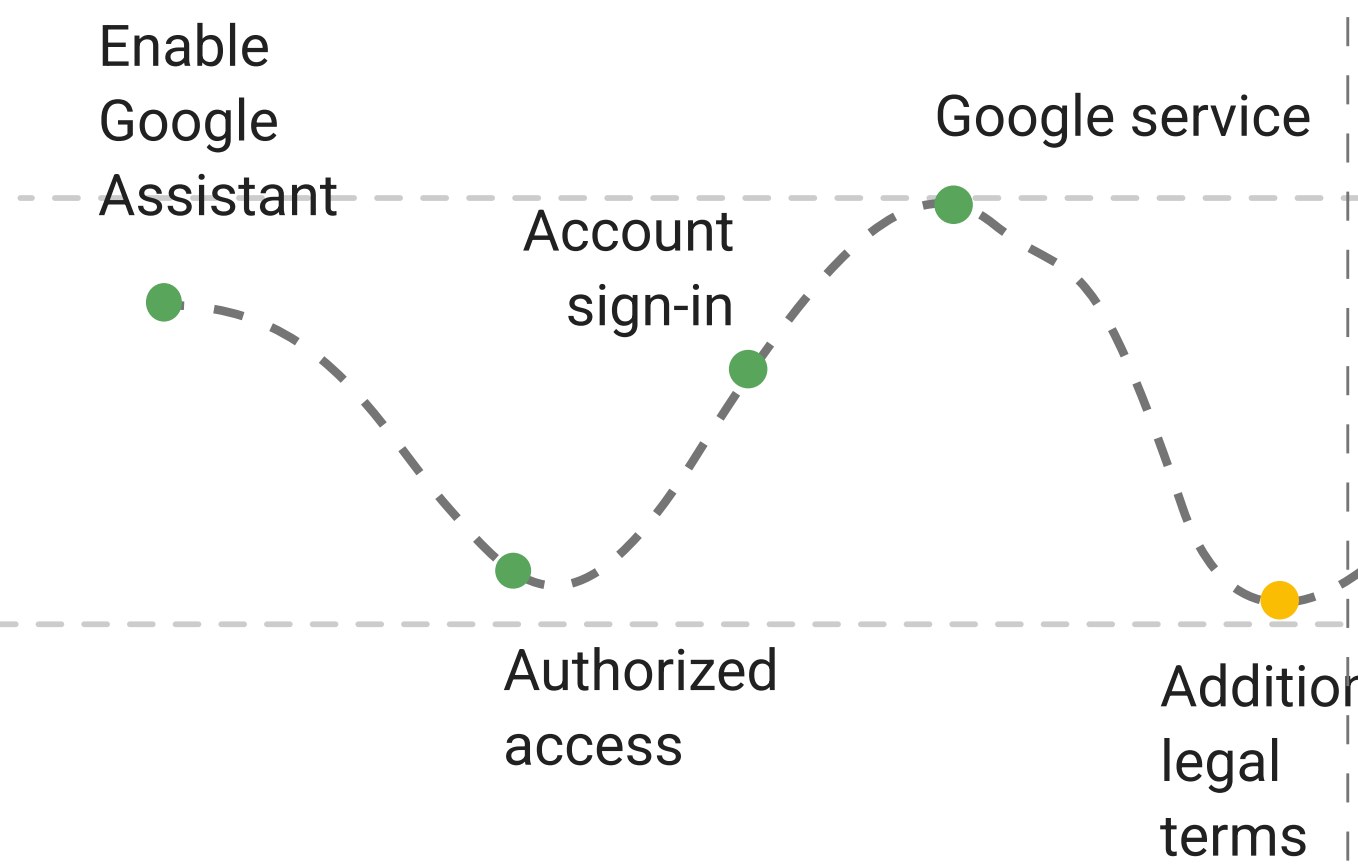 Enable
Google
Assistant
Google service
Account
sign-in
Authorized
access
legal
terms